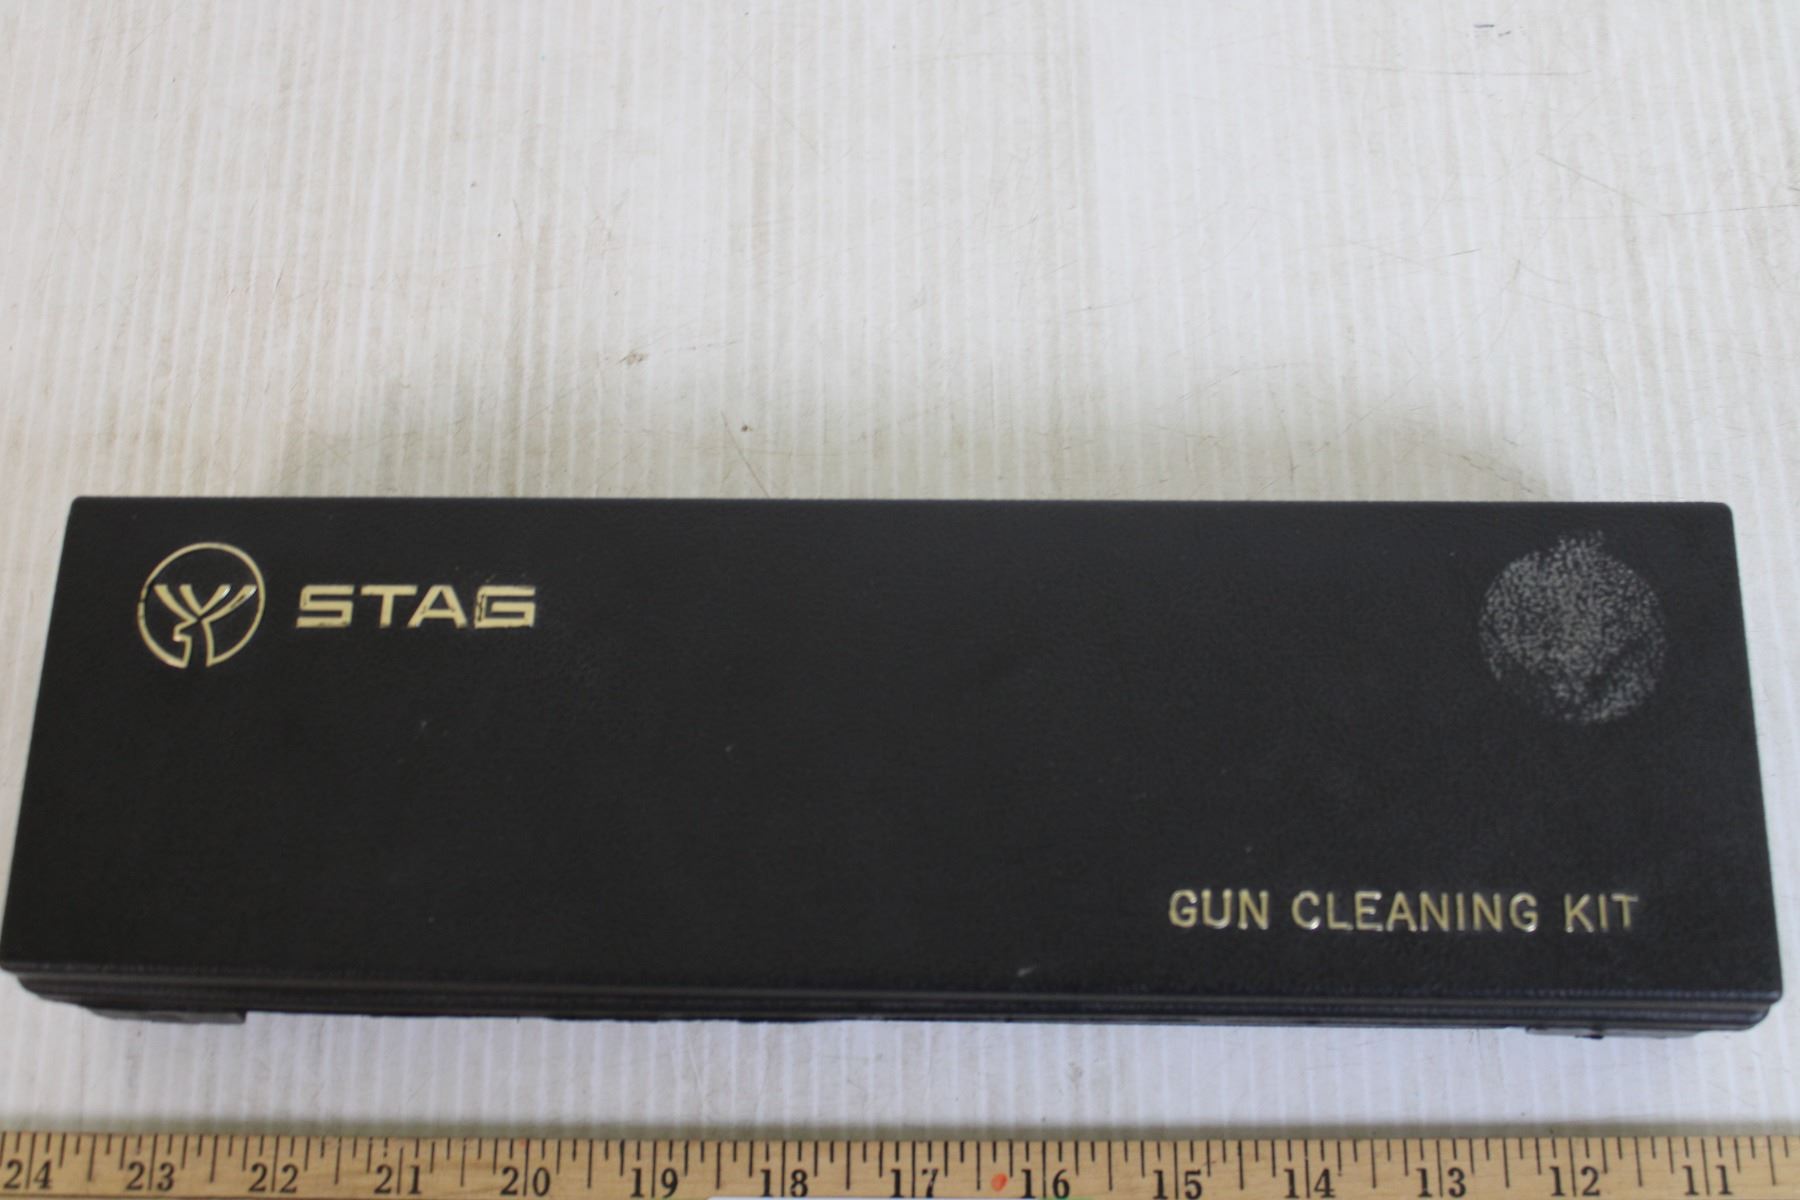 STAG
GUN CLEANING KIT
24 23 22 21 20 19 18 17 16 15 14 13 12 11